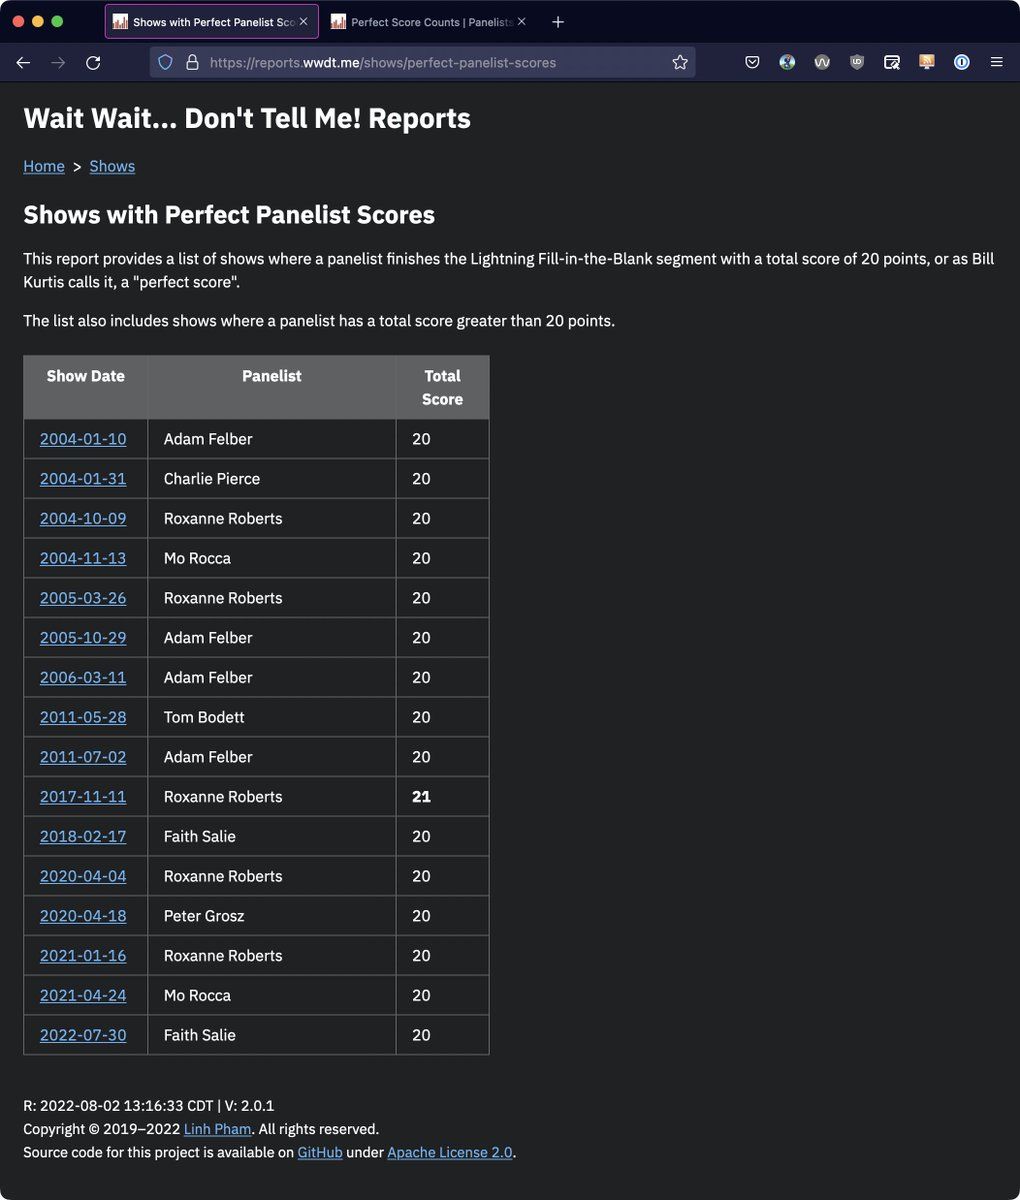 Shows with Perfect Panelist Sco
Perfect Score Counts | Panelists
https://reports.wwdt.me/shows/perfect-panelist-scores
Wait Wait... Don't Tell Me! Reports
Home > Shows
Shows with Perfect Panelist Scores
This report provides a list of shows where a panelist finishes the Lightning Fill-in-the-Blank segment with a total score of 20 points, or as Bill
Kurtis calls it, a "perfect score".
The list also includes shows where a panelist has a total score greater than 20 points.
Show Date Panelist Total
Score
2004-01-10 Adam Felber 20
2004-01-31 Charlie Pierce 20
2004-10-09 Roxanne Roberts 20
2004-11-13 Mo Rocca 20
2005-03-26 Roxanne Roberts 20
2005-10-29 Adam Felber 20
2006-03-11 Adam Felber 20
2011-05-28 Tom Bodett 20
2011-07-02 Adam Felber 20
2017-11-11 Roxanne Roberts 21
2018-02-17 Faith Salie 20
2020-04-04 Roxanne Roberts 20
2020-04-18 Peter Grosz 20
2021-01-16 Roxanne Roberts 20
2021-04-24 Mo Rocca 20
2022-07-30 Faith Salie 20
R: 2022-08-02 13:16:33 CDT | V: 2.0.1
Copyright © 2019–2022 Linh Pham. All rights reserved.
Source code for this project is available on GitHub under Apache License 2.0.